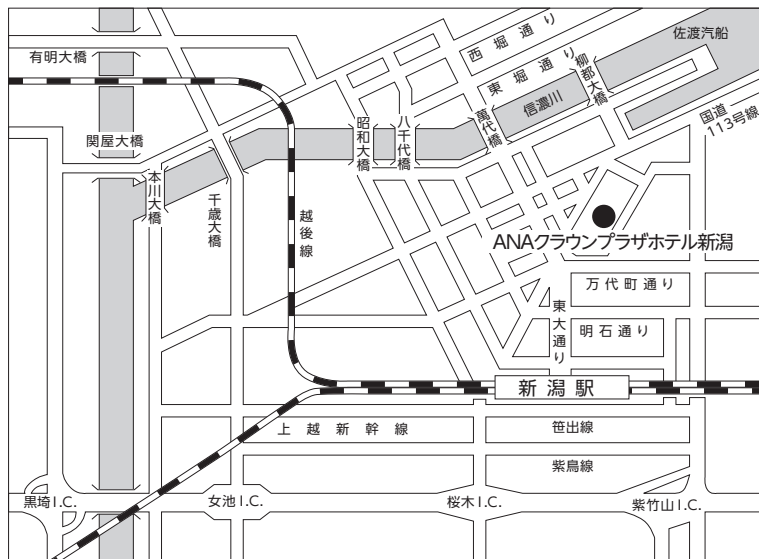 西堀通り
佐渡汽船
有明大橋
東堀通り
柳都大橋
信濃川
国道
113号線
昭和大橋
八千代橋
萬代橋
関屋大橋
本川大橋
千歳大橋
越後線
ANAクラウンプラザホテル新潟
万代町通り
東大通り
明石通り
新潟駅
上越新幹線
笹出線
紫鳥線
黒埼I.C.
女池I.C.
桜木I.C.
紫竹山I.C.